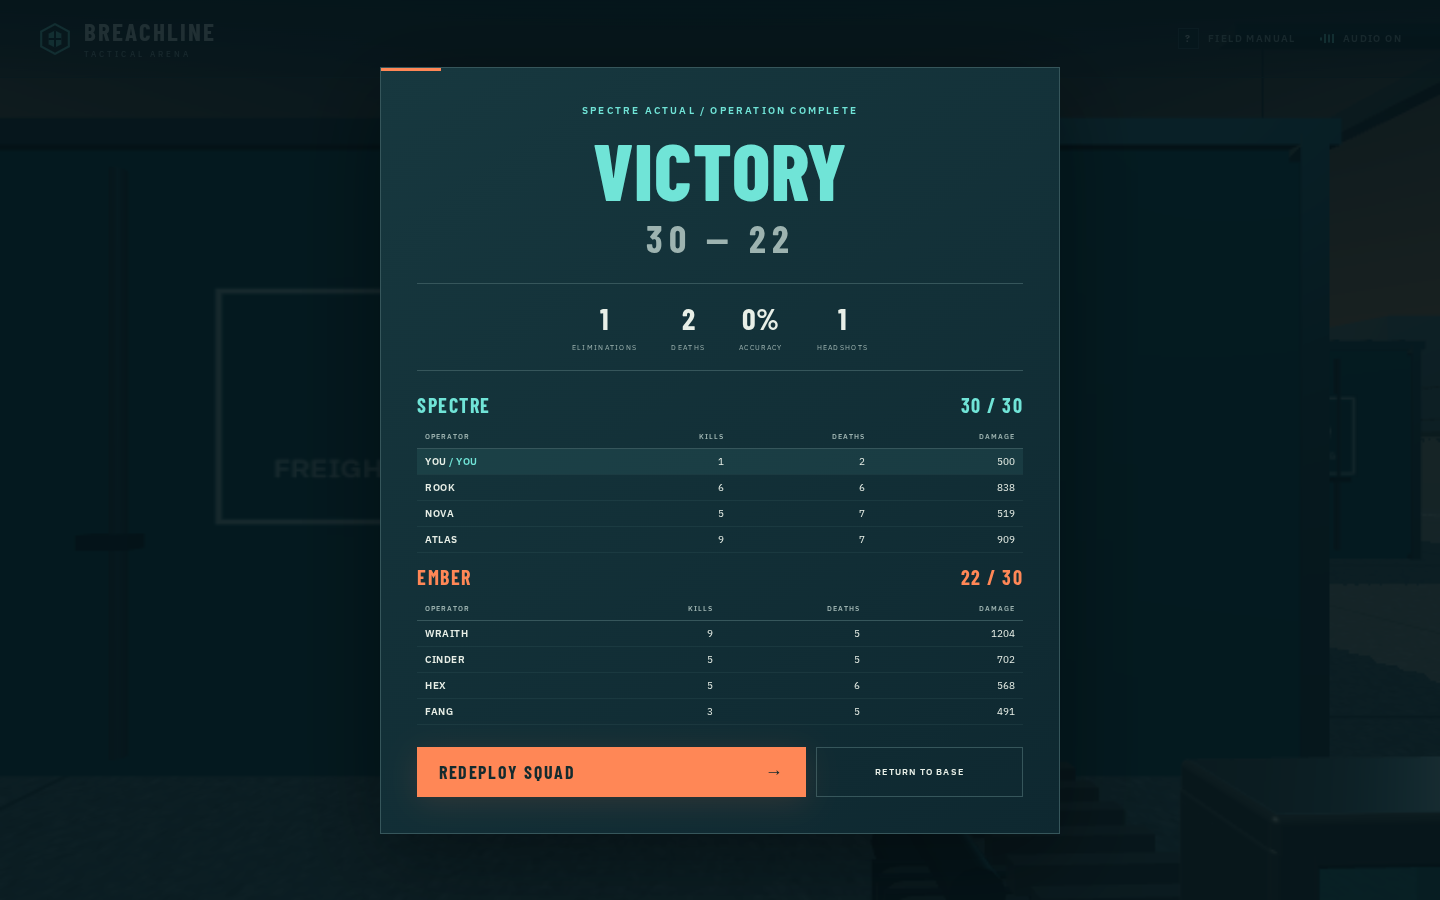 BREACHLINE
TACTICAL ARENA
? FIELD MANUAL
AUDIO ON
SPECTRE ACTUAL / OPERATION COMPLETE
VICTORY
30 — 22
1 2 0% 1
ELIMINATIONS DEATHS ACCURACY HEADSHOTS
SPECTRE 30 / 30
OPERATOR KILLS DEATHS DAMAGE
YOU / YOU 1 2 500
ROOK 6 6 838
NOVA 5 7 519
ATLAS 9 7 909
EMBER 22 / 30
OPERATOR KILLS DEATHS DAMAGE
WRAITH 9 5 1204
CINDER 5 5 702
HEX 5 6 568
FANG 3 5 491
REDEPLOY SQUAD →
RETURN TO BASE
FREIGH